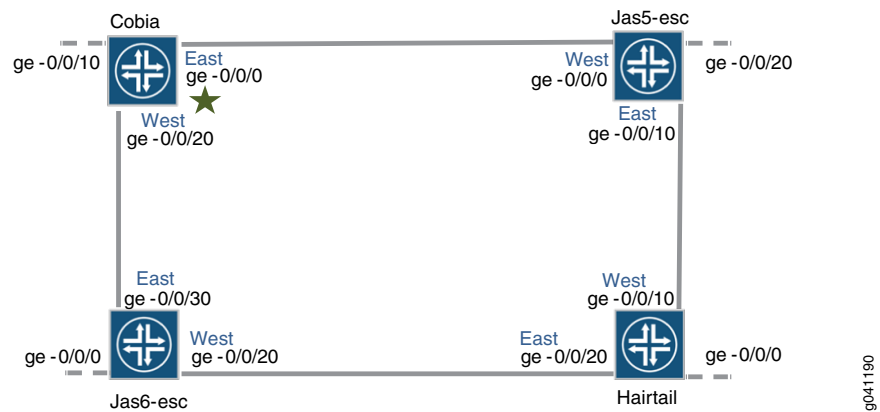 Cobia
Jas5-esc
ge -0/0/10
East
ge -0/0/0
West
ge -0/0/0
ge -0/0/20
West
ge -0/0/20
East
ge -0/0/10
East
ge -0/0/30
West
ge -0/0/10
ge -0/0/0
West
ge -0/0/20
East
ge -0/0/20
ge -0/0/0
Jas6-esc
Hairtail
g041190